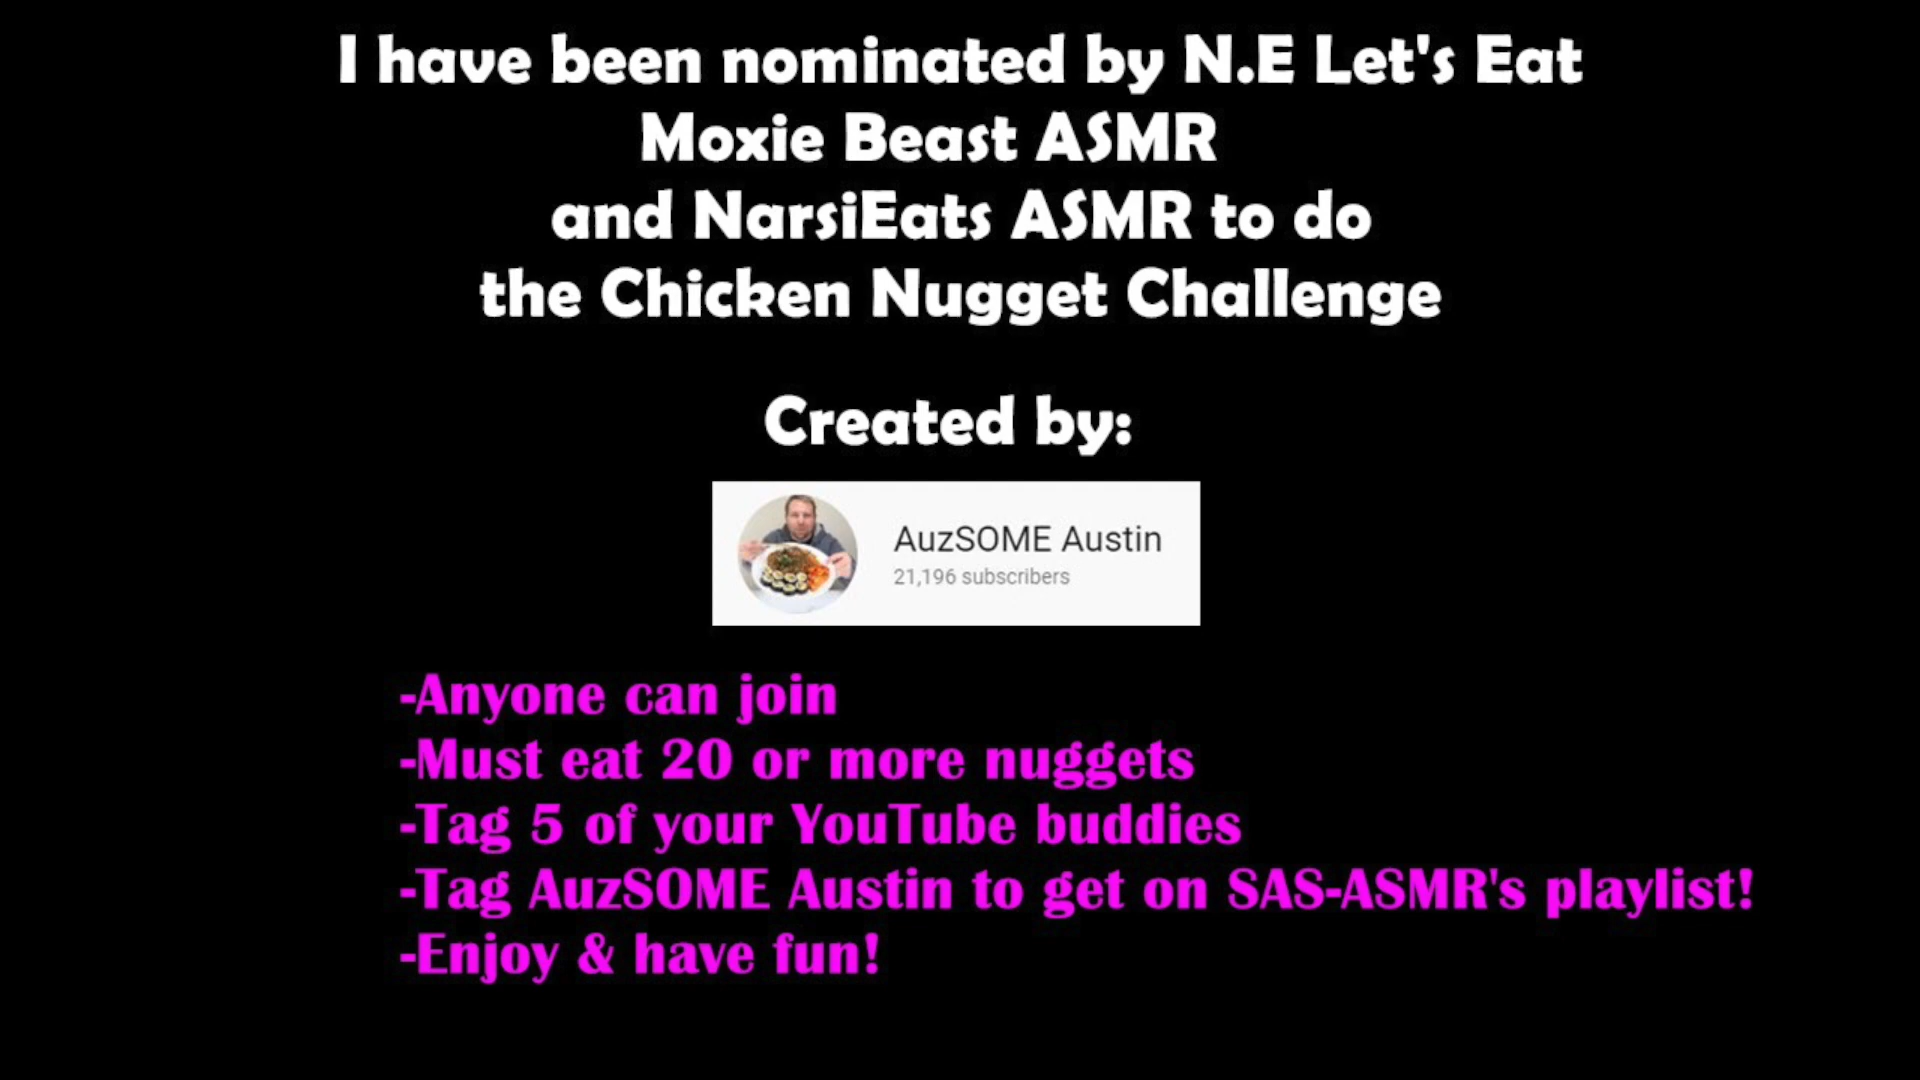 I have been nominated by N.E Let's Eat
Moxie Beast ASMR
and NarsiEats ASMR to do
the Chicken Nugget Challenge
Created by:
AuzSOME Austin
21,196 subscribers
-Anyone can join
-Must eat 20 or more nuggets
-Tag 5 of your YouTube buddies
-Tag AuzSOME Austin to get on SAS-ASMR's playlist!
-Enjoy & have fun!